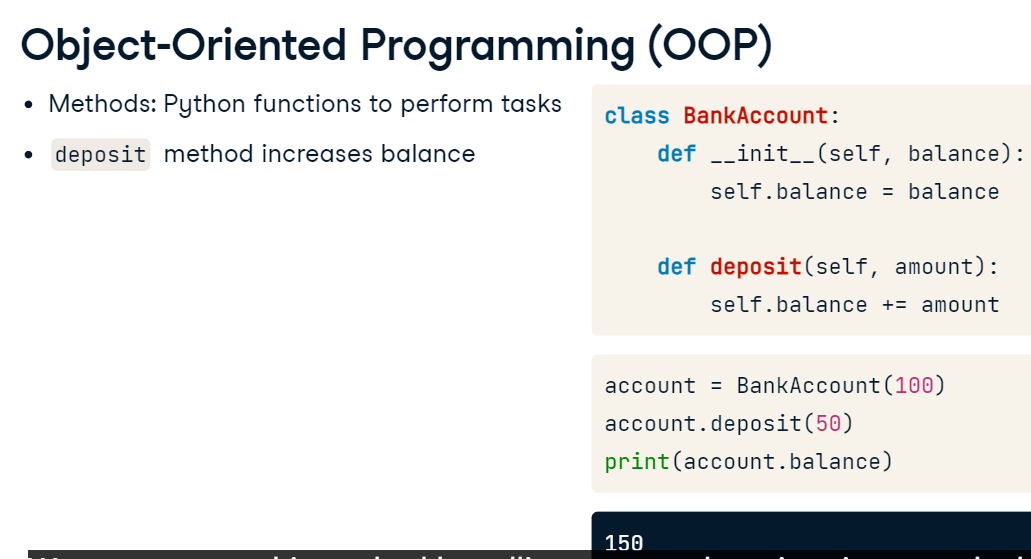 Object-Oriented Programming (OOP)
• Methods: Python functions to perform tasks
• deposit method increases balance
class BankAccount:
    def __init__(self, balance):
        self.balance = balance

    def deposit(self, amount):
        self.balance += amount
account = BankAccount(100)
account.deposit(50)
print(account.balance)
150